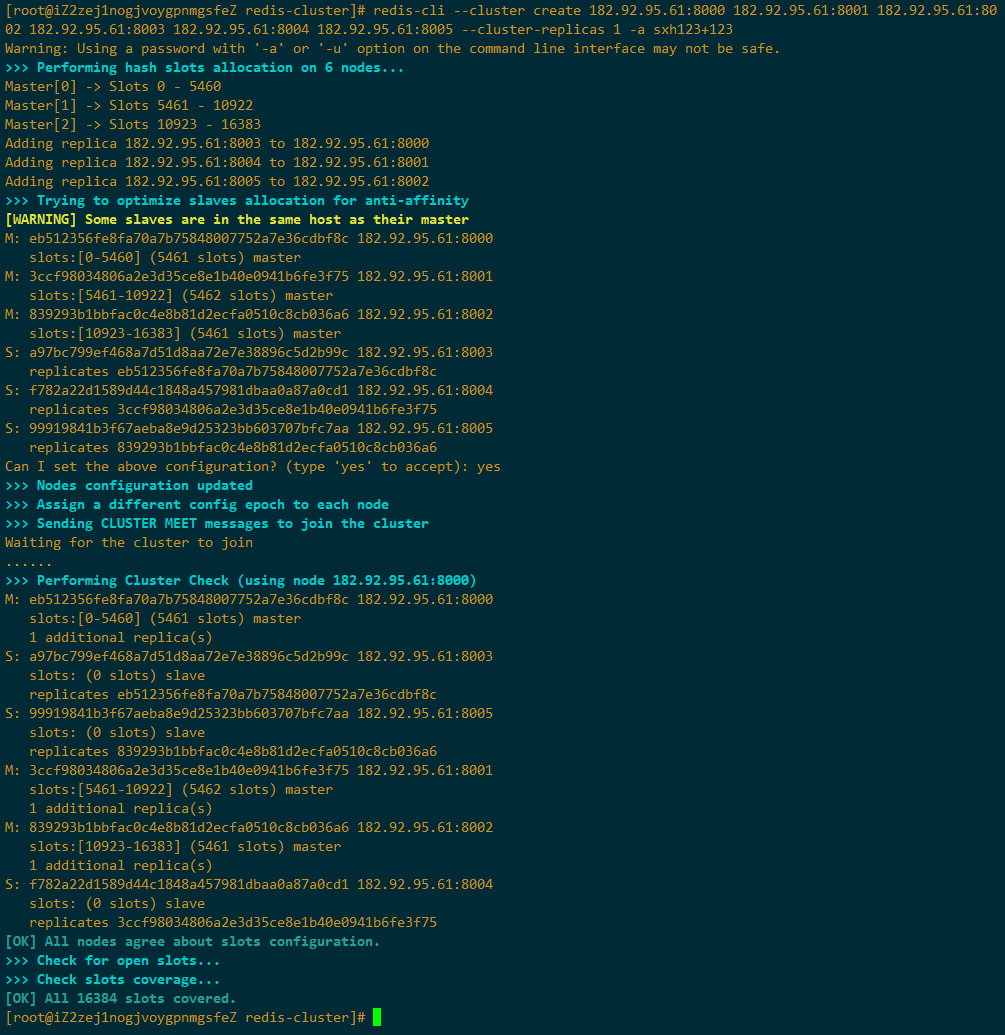 [root@iZ2zej1nogjvoygpnmgsfeZ redis-cluster]# redis-cli --cluster create 182.92.95.61:8000 182.92.95.61:8001 182.92.95.61:80
02 182.92.95.61:8003 182.92.95.61:8004 182.92.95.61:8005 --cluster-replicas 1 -a sxh123+123
Warning: Using a password with '-a' or '-u' option on the command line interface may not be safe.
>>> Performing hash slots allocation on 6 nodes...
Master[0] -> Slots 0 - 5460
Master[1] -> Slots 5461 - 10922
Master[2] -> Slots 10923 - 16383
Adding replica 182.92.95.61:8003 to 182.92.95.61:8000
Adding replica 182.92.95.61:8004 to 182.92.95.61:8001
Adding replica 182.92.95.61:8005 to 182.92.95.61:8002
>>> Trying to optimize slaves allocation for anti-affinity
[WARNING] Some slaves are in the same host as their master
M: eb512356fe8fa70a7b75848007752a7e36cdbf8c 182.92.95.61:8000
   slots:[0-5460] (5461 slots) master
M: 3ccf98034806a2e3d35ce8e1b40e0941b6fe3f75 182.92.95.61:8001
   slots:[5461-10922] (5462 slots) master
M: 839293b1bbfac0c4e8b81d2ecfa0510c8cb036a6 182.92.95.61:8002
   slots:[10923-16383] (5461 slots) master
S: a97bc799ef468a7d51d8aa72e7e38896c5d2b99c 182.92.95.61:8003
   replicates eb512356fe8fa70a7b75848007752a7e36cdbf8c
S: f782a22d1589d44c1848a457981dbaa0a87a0cd1 182.92.95.61:8004
   replicates 3ccf98034806a2e3d35ce8e1b40e0941b6fe3f75
S: 99919841b3f67aeba8e9d25323bb603707bfc7aa 182.92.95.61:8005
   replicates 839293b1bbfac0c4e8b81d2ecfa0510c8cb036a6
Can I set the above configuration? (type 'yes' to accept): yes
>>> Nodes configuration updated
>>> Assign a different config epoch to each node
>>> Sending CLUSTER MEET messages to join the cluster
Waiting for the cluster to join
......
>>> Performing Cluster Check (using node 182.92.95.61:8000)
M: eb512356fe8fa70a7b75848007752a7e36cdbf8c 182.92.95.61:8000
   slots:[0-5460] (5461 slots) master
   1 additional replica(s)
S: a97bc799ef468a7d51d8aa72e7e38896c5d2b99c 182.92.95.61:8003
   slots: (0 slots) slave
   replicates eb512356fe8fa70a7b75848007752a7e36cdbf8c
S: 99919841b3f67aeba8e9d25323bb603707bfc7aa 182.92.95.61:8005
   slots: (0 slots) slave
   replicates 839293b1bbfac0c4e8b81d2ecfa0510c8cb036a6
M: 3ccf98034806a2e3d35ce8e1b40e0941b6fe3f75 182.92.95.61:8001
   slots:[5461-10922] (5462 slots) master
   1 additional replica(s)
M: 839293b1bbfac0c4e8b81d2ecfa0510c8cb036a6 182.92.95.61:8002
   slots:[10923-16383] (5461 slots) master
   1 additional replica(s)
S: f782a22d1589d44c1848a457981dbaa0a87a0cd1 182.92.95.61:8004
   slots: (0 slots) slave
   replicates 3ccf98034806a2e3d35ce8e1b40e0941b6fe3f75
[OK] All nodes agree about slots configuration.
>>> Check for open slots...
>>> Check slots coverage...
[OK] All 16384 slots covered.
[root@iZ2zej1nogjvoygpnmgsfeZ redis-cluster]#